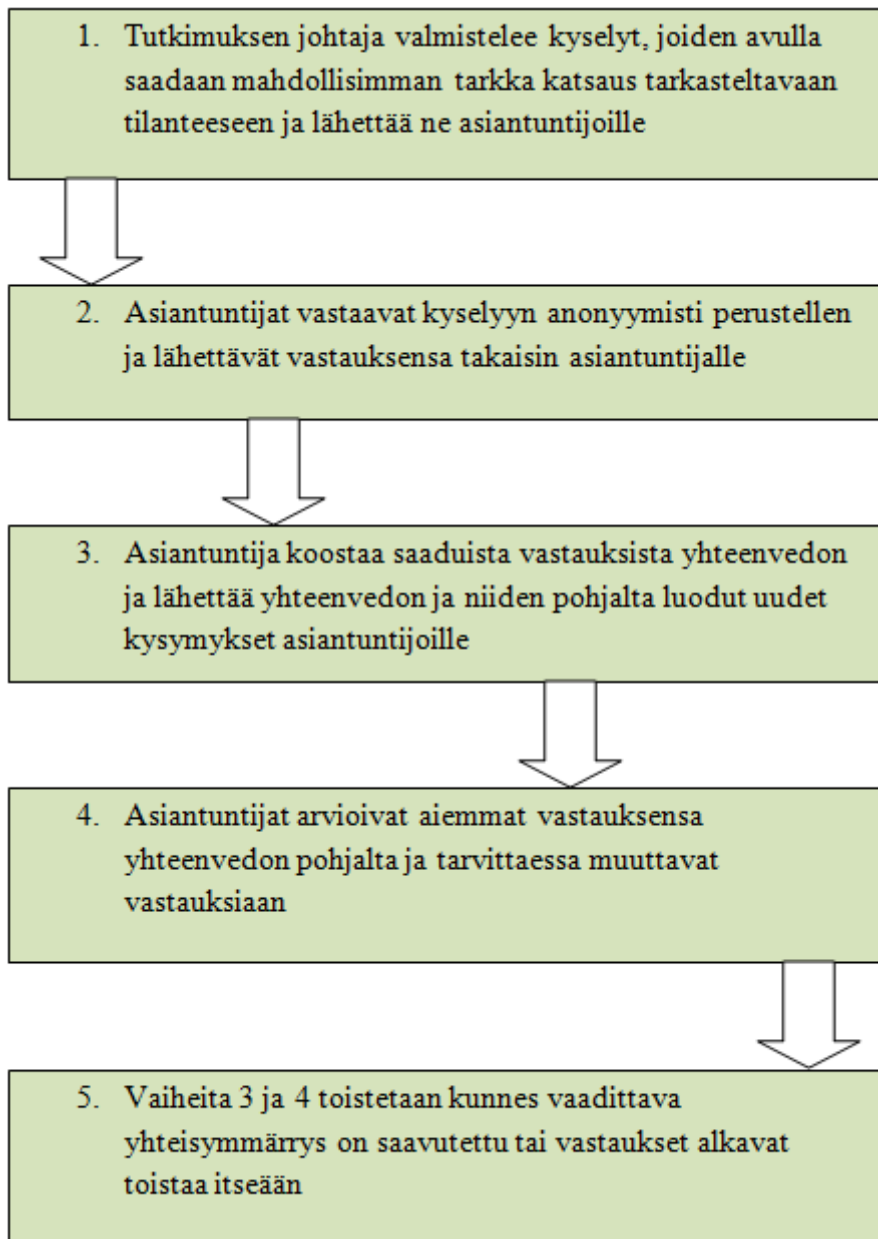 1. Tutkimuksen johtaja valmistelee kyselyt, joiden avulla
saadaan mahdollisimman tarkka katsaus tarkasteltavaan
tilanteeseen ja lähettää ne asiantuntijoille
2. Asiantuntijat vastaavat kyselyyn anonyymisti perustellen
ja lähettävät vastauksensa takaisin asiantuntijalle
3. Asiantuntija koostaa saaduista vastauksista yhteenvedon
ja lähettää yhteenvedon ja niiden pohjalta luodut uudet
kysymykset asiantuntijoille
4. Asiantuntijat arvioivat aiemmat vastauksensa
yhteenvedon pohjalta ja tarvittaessa muuttavat
vastauksiaan
5. Vaiheita 3 ja 4 toistetaan kunnes vaadittava
yhteisymmärrys on saavutettu tai vastaukset alkavat
toistaa itseään